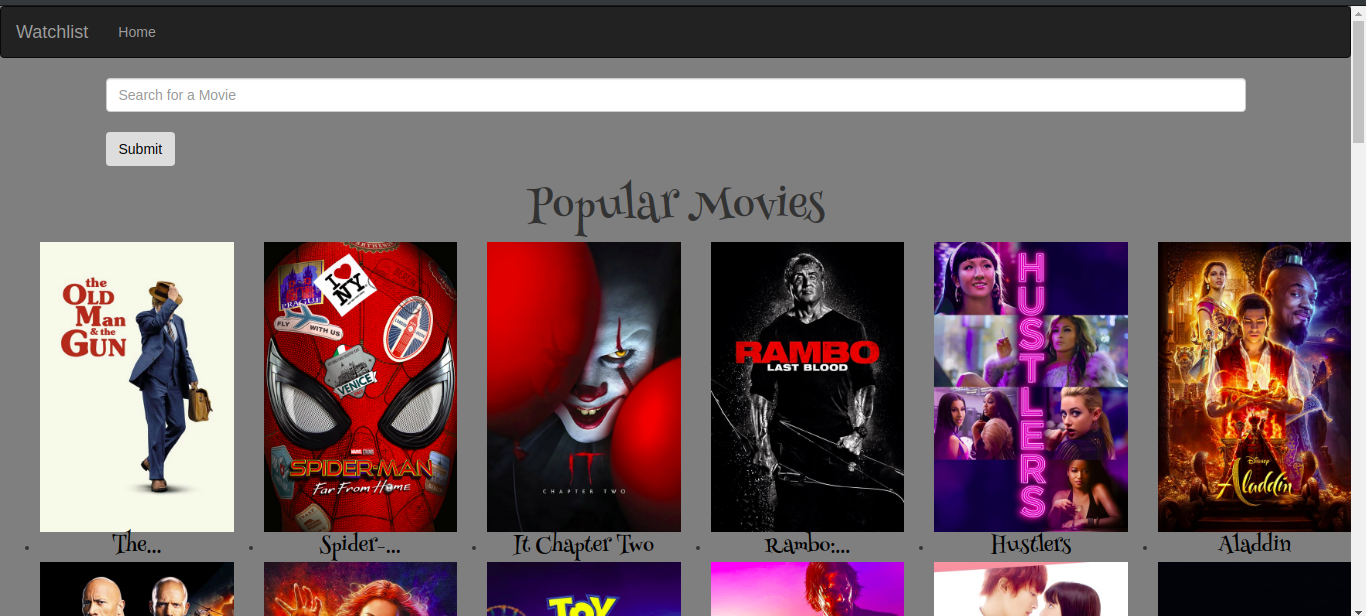 Watchlist Home
Search for a Movie
Submit
Popular Movies
the
OLD
MAN
& the
GUN
PRAGUE
I NY
FLY WITH US
VENICE
SPIDER-MAN
Far From Home
IT
CHAPTER TWO
RAMBO
LAST BLOOD
HUSTLERS
Disney
Aladdin
The...
Spider-...
It Chapter Two
Rambo:...
Hustlers
Aladdin
TOY